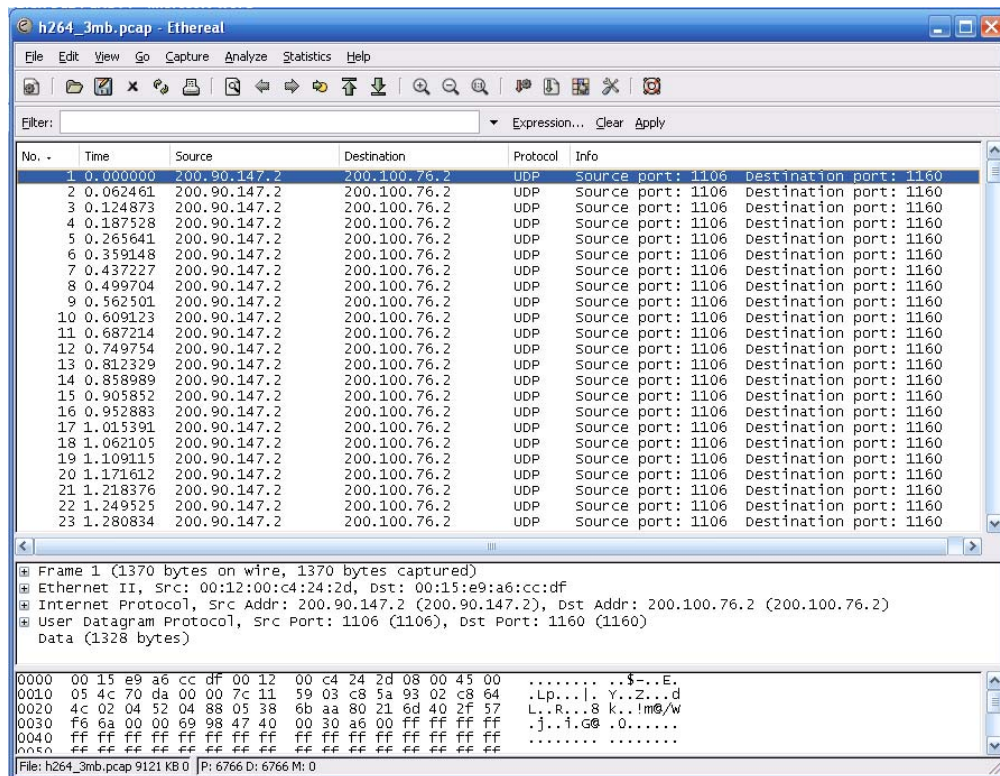 h264_3mb.pcap - Ethereal
File Edit View Go Capture Analyze Statistics Help
Filter: Expression... Clear Apply
No. Time Source Destination Protocol Info
1 0.000000 200.90.147.2 200.100.76.2 UDP Source port: 1106 Destination port: 1160
2 0.062461 200.90.147.2 200.100.76.2 UDP Source port: 1106 Destination port: 1160
3 0.124873 200.90.147.2 200.100.76.2 UDP Source port: 1106 Destination port: 1160
4 0.187528 200.90.147.2 200.100.76.2 UDP Source port: 1106 Destination port: 1160
5 0.265641 200.90.147.2 200.100.76.2 UDP Source port: 1106 Destination port: 1160
6 0.359148 200.90.147.2 200.100.76.2 UDP Source port: 1106 Destination port: 1160
7 0.437227 200.90.147.2 200.100.76.2 UDP Source port: 1106 Destination port: 1160
8 0.499704 200.90.147.2 200.100.76.2 UDP Source port: 1106 Destination port: 1160
9 0.562501 200.90.147.2 200.100.76.2 UDP Source port: 1106 Destination port: 1160
10 0.609123 200.90.147.2 200.100.76.2 UDP Source port: 1106 Destination port: 1160
11 0.687214 200.90.147.2 200.100.76.2 UDP Source port: 1106 Destination port: 1160
12 0.749754 200.90.147.2 200.100.76.2 UDP Source port: 1106 Destination port: 1160
13 0.812329 200.90.147.2 200.100.76.2 UDP Source port: 1106 Destination port: 1160
14 0.858989 200.90.147.2 200.100.76.2 UDP Source port: 1106 Destination port: 1160
15 0.905852 200.90.147.2 200.100.76.2 UDP Source port: 1106 Destination port: 1160
16 0.952883 200.90.147.2 200.100.76.2 UDP Source port: 1106 Destination port: 1160
17 1.015391 200.90.147.2 200.100.76.2 UDP Source port: 1106 Destination port: 1160
18 1.062105 200.90.147.2 200.100.76.2 UDP Source port: 1106 Destination port: 1160
19 1.109115 200.90.147.2 200.100.76.2 UDP Source port: 1106 Destination port: 1160
20 1.171612 200.90.147.2 200.100.76.2 UDP Source port: 1106 Destination port: 1160
21 1.218376 200.90.147.2 200.100.76.2 UDP Source port: 1106 Destination port: 1160
22 1.249525 200.90.147.2 200.100.76.2 UDP Source port: 1106 Destination port: 1160
23 1.280834 200.90.147.2 200.100.76.2 UDP Source port: 1106 Destination port: 1160
Frame 1 (1370 bytes on wire, 1370 bytes captured)
Ethernet II, Src: 00:12:00:c4:24:2d, Dst: 00:15:e9:a6:cc:df
Internet Protocol, Src Addr: 200.90.147.2 (200.90.147.2), Dst Addr: 200.100.76.2 (200.100.76.2)
User Datagram Protocol, Src Port: 1106 (1106), Dst Port: 1160 (1160)
Data (1328 bytes)
0000 00 15 e9 a6 cc df 00 12 00 c4 24 2d 08 00 45 00 ........ ..$-..E.
0010 05 4c 70 da 00 00 7c 11 59 03 c8 5a 93 02 c8 64 .Lp...|. Y..Z...d
0020 4c 02 04 52 04 88 05 38 6b aa 80 21 6d 40 2f 57 L..R...8 k..!m@/W
0030 f6 6a 00 00 69 98 47 40 00 30 a6 00 ff ff ff ff .j..i.G@ .0......
0040 ff ff ff ff ff ff ff ff ff ff ff ff ff ff ff ff ........ ........
0050 ff ff ff ff ff ff ff ff ff ff ff ff ff ff ff ff
File: h264_3mb.pcap 9121 KB 0 P: 6766 D: 6766 M: 0